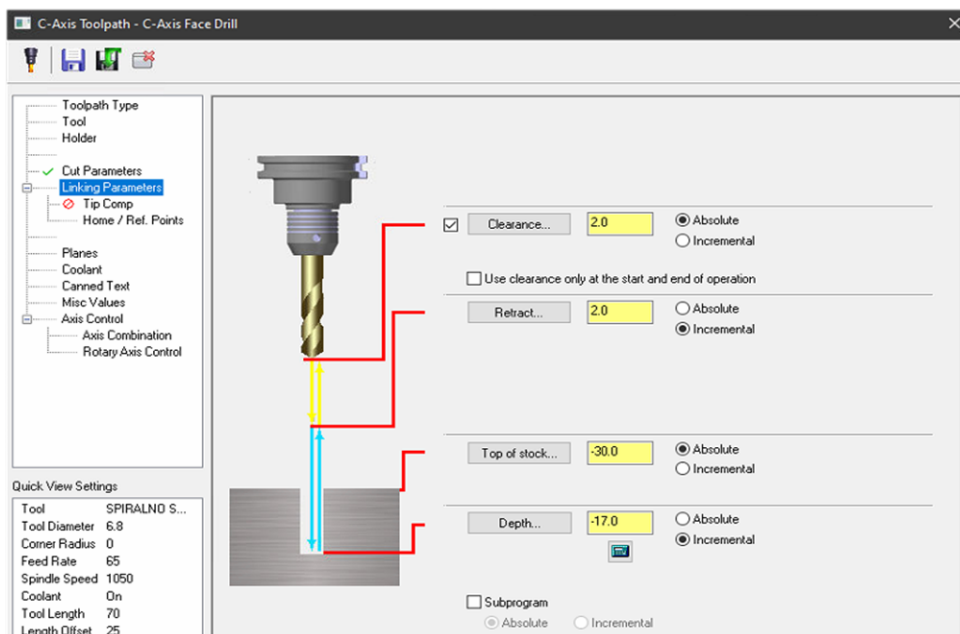 C-Axis Toolpath - C-Axis Face Drill
Toolpath Type
Tool
Holder
Cut Parameters
Linking Parameters
Tip Comp
Home / Ref. Points
Planes
Coolant
Canned Text
Misc Values
Axis Control
Axis Combination
Rotary Axis Control
Quick View Settings
Tool SPIRALNO S...
Tool Diameter 6.8
Corner Radius 0
Feed Rate 65
Spindle Speed 1050
Coolant On
Tool Length 70
Length Offset 25
Clearance... 2.0 Absolute
Incremental
Use clearance only at the start and end of operation
Retract... 2.0 Absolute
Incremental
Top of stock... -30.0 Absolute
Incremental
Depth... -17.0 Absolute
Incremental
Subprogram
Absolute Incremental